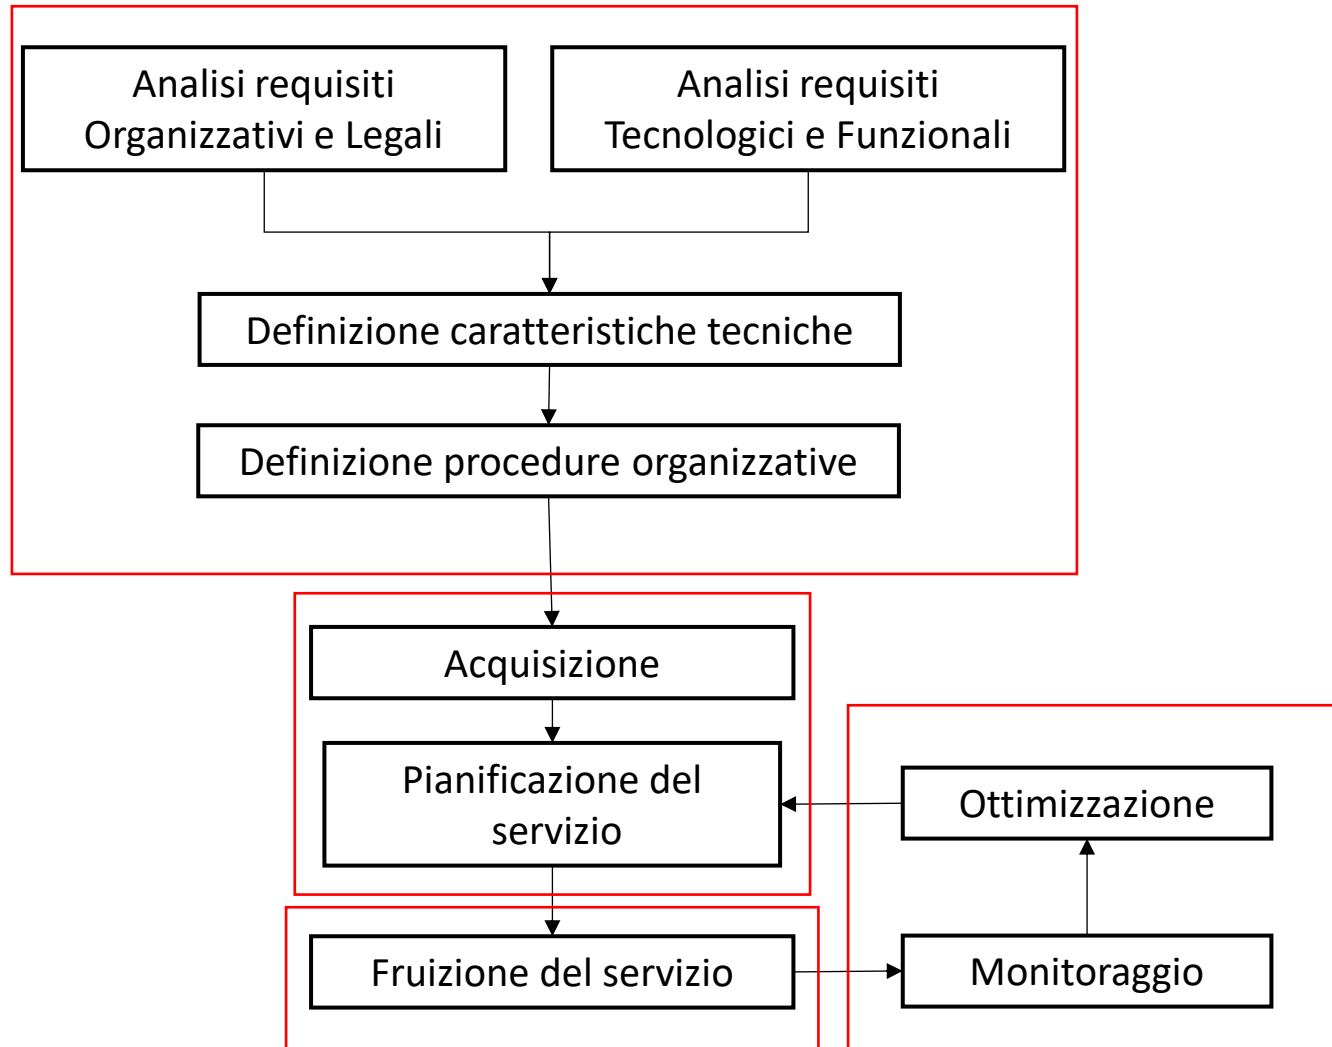 Analisi requisiti
Organizzativi e Legali
Analisi requisiti
Tecnologici e Funzionali
Definizione caratteristiche tecniche
Definizione procedure organizzative
Acquisizione
Pianificazione del
servizio
Ottimizzazione
Fruizione del servizio
Monitoraggio